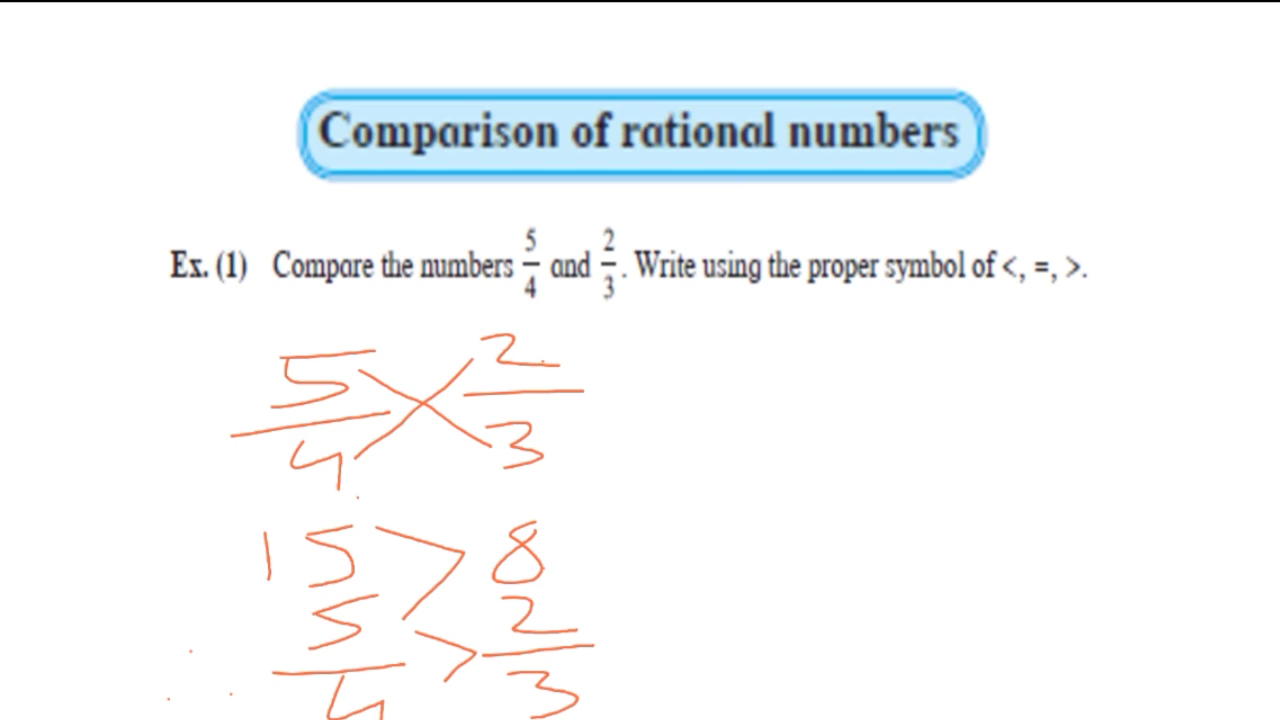 Comparison of rational numbers
Ex. (1) Compare the numbers 5/4 and 2/3. Write using the proper symbol of <, =, >.
5/4 × 2/3
15 > 8
∴ 5/4 > 2/3